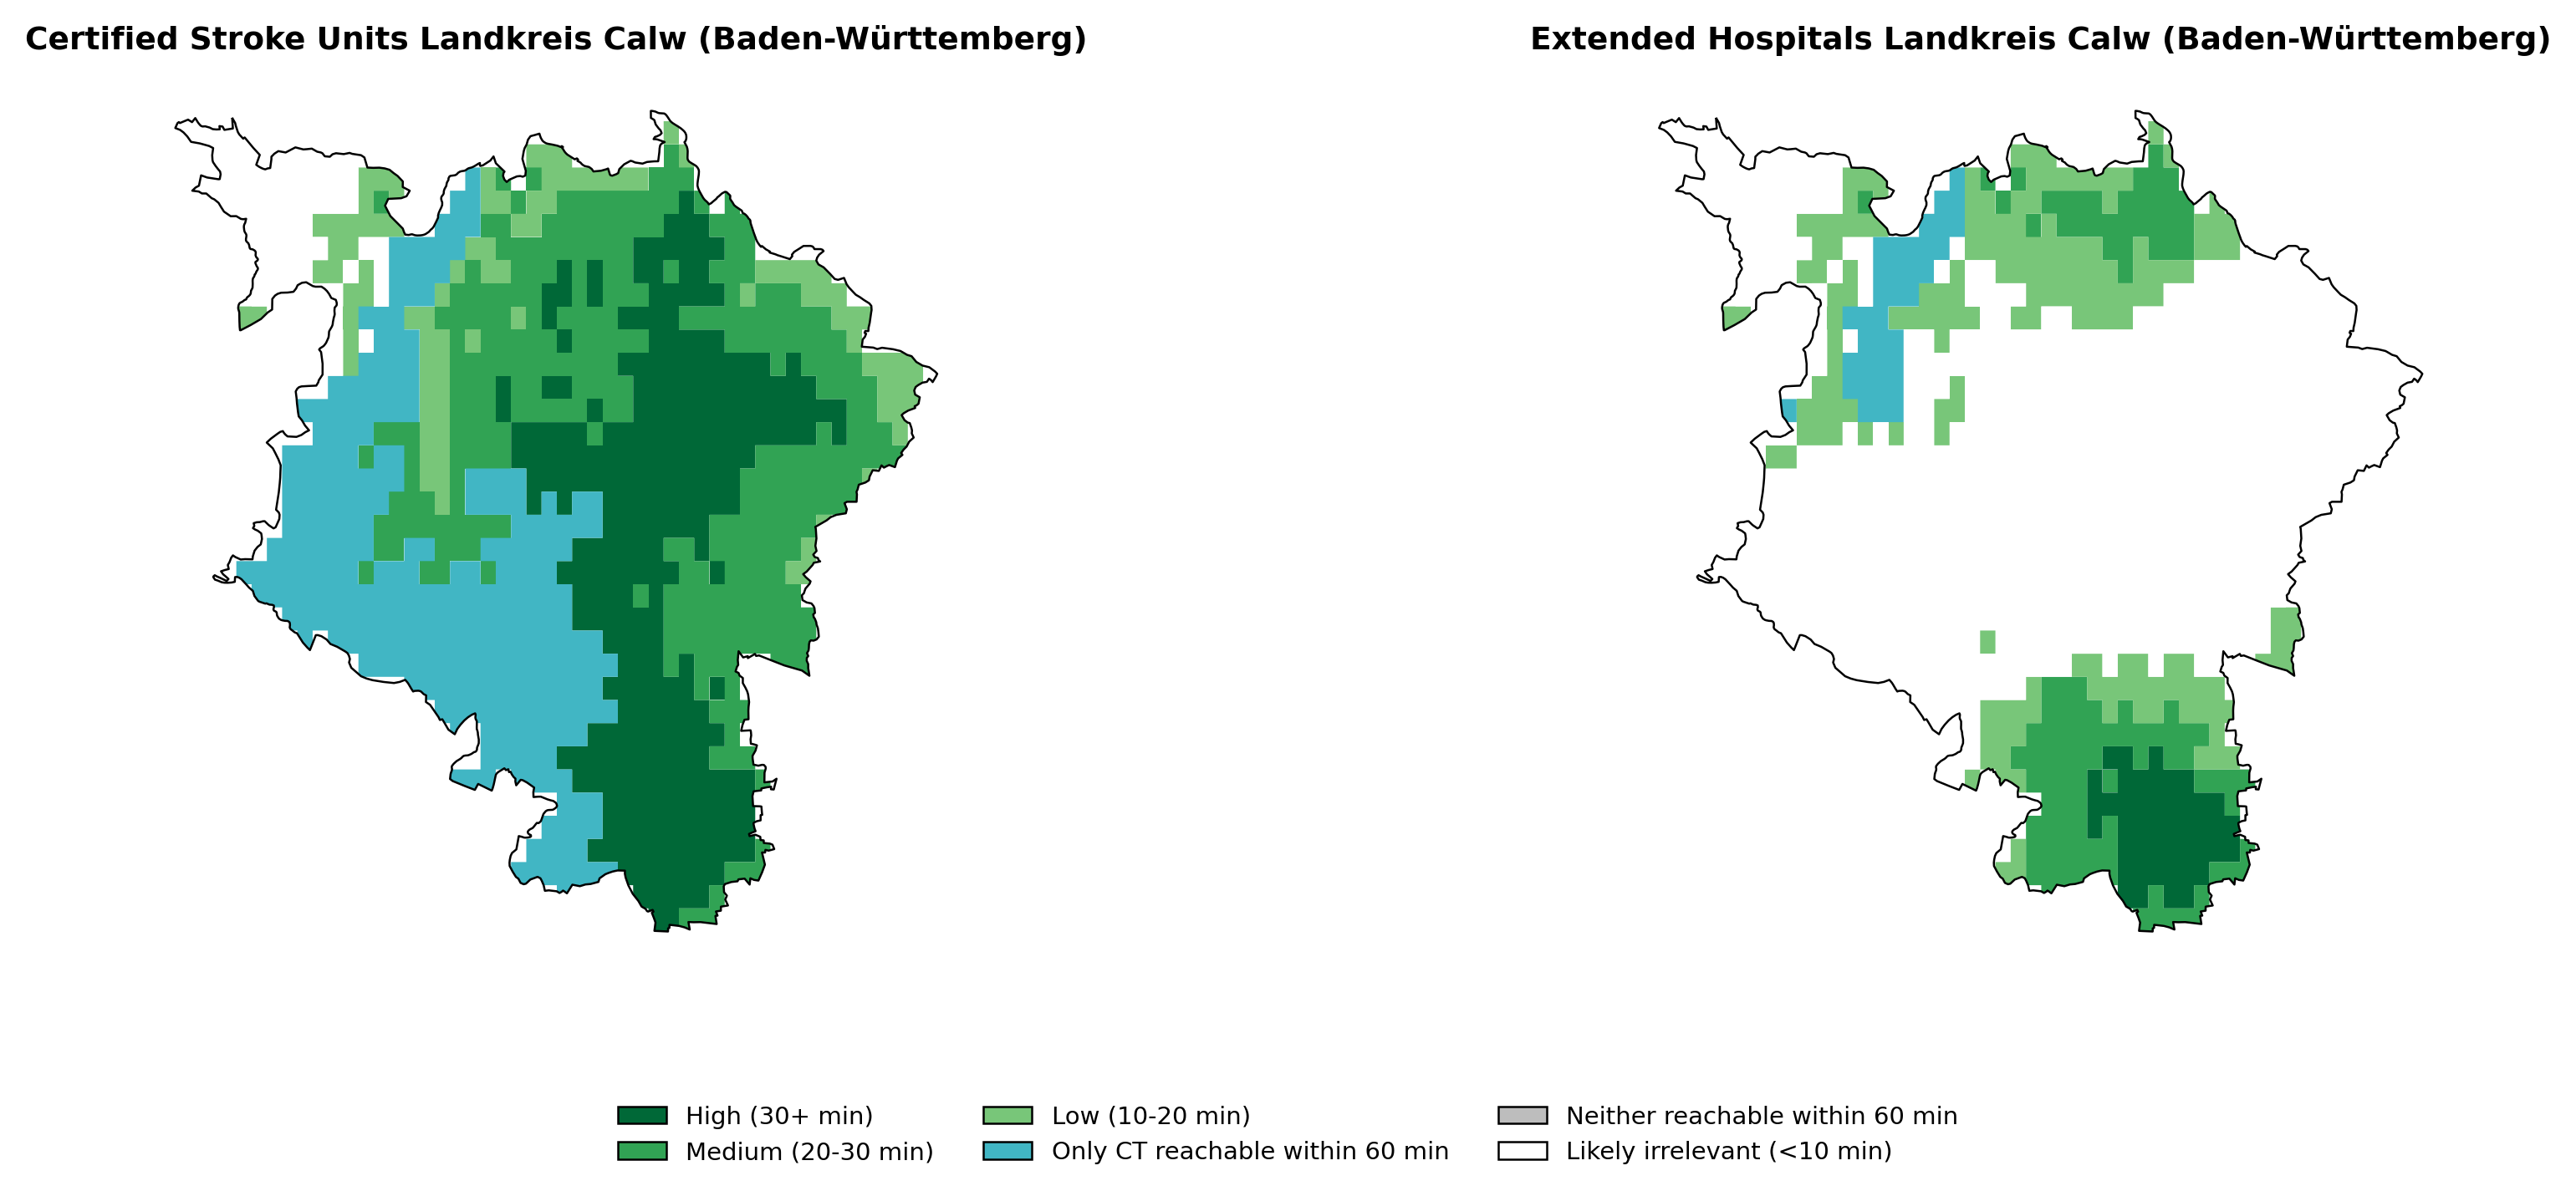 Certified Stroke Units Landkreis Calw (Baden-Württemberg)
Extended Hospitals Landkreis Calw (Baden-Württemberg)
High (30+ min)
Medium (20-30 min)
Low (10-20 min)
Only CT reachable within 60 min
Neither reachable within 60 min
Likely irrelevant (<10 min)